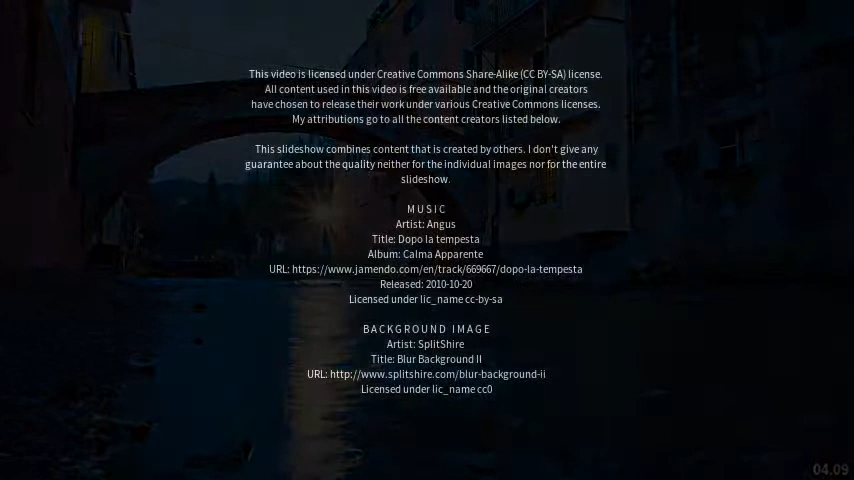 This video is licensed under Creative Commons Share-Alike (CC BY-SA) license.
All content used in this video is free available and the original creators
have chosen to release their work under various Creative Commons licenses.
My attributions go to all the content creators listed below.
This slideshow combines content that is created by others. I don't give any
guarantee about the quality neither for the individual images nor for the entire
slideshow.
MUSIC
Artist: Angus
Title: Dopo la tempesta
Album: Calma Apparente
URL: https://www.jamendo.com/en/track/669667/dopo-la-tempesta
Released: 2010-10-20
Licensed under lic_name cc-by-sa
BACKGROUND IMAGE
Artist: SplitShire
Title: Blur Background II
URL: http://www.splitshire.com/blur-background-ii
Licensed under lic_name cc0
04.09